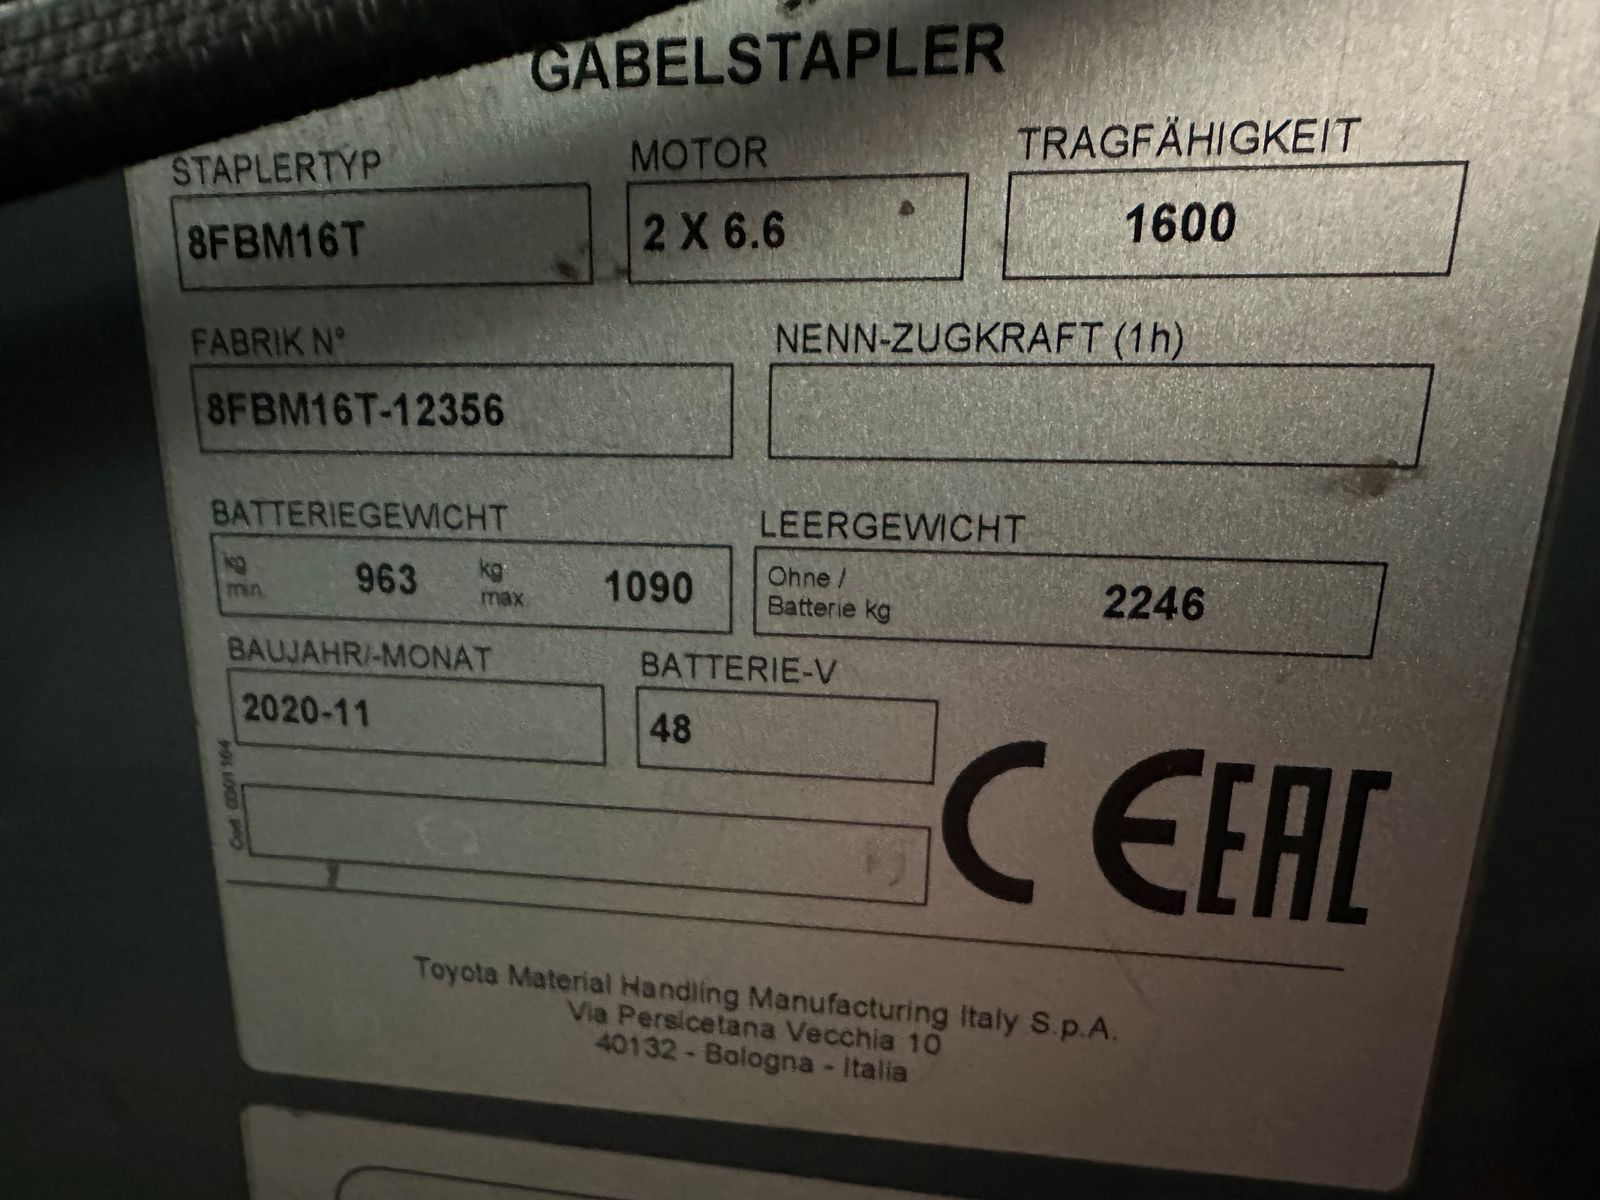 GABELSTAPLER
STAPLERTYP
MOTOR
TRAGFÄHIGKEIT
8FBM16T
2 X 6.6
1600
FABRIK N°
NENN-ZUGKRAFT (1h)
8FBM16T-12356
BATTERIEGEWICHT
LEERGEWICHT
kg
min.
963
kg
max
1090
Ohne /
Batterie kg
2246
BAUJAHR/-MONAT
BATTERIE-V
2020-11
48
CE EAC
Toyota Material Handling Manufacturing Italy S.p.A.
Via Persicetana Vecchia 10
40132 - Bologna - Italia